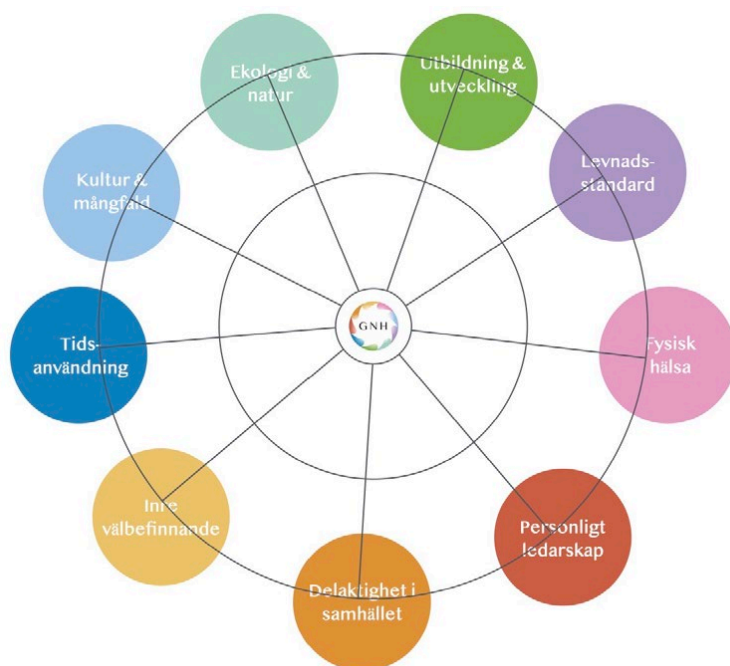 Ekologi &
natur
Utbildning &
utveckling
Levnads-
standard
Fysisk
hälsa
Personligt
ledarskap
Delaktighet i
samhället
Inre
välbefinnande
Tids-
användning
Kultur &
mångfald
GNH